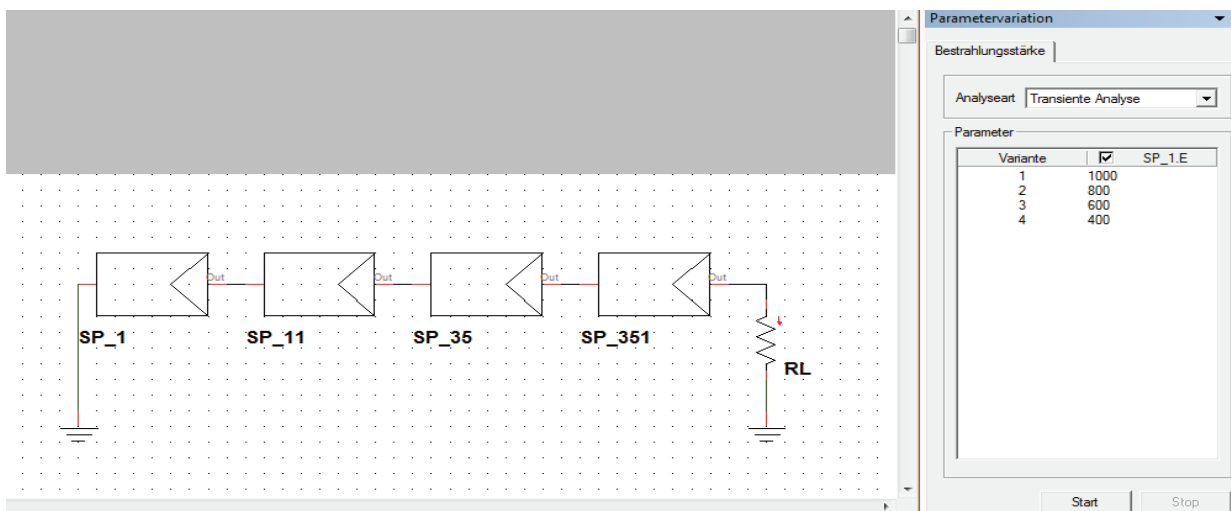 Parametervariation
Bestrahlungsstärke
Analyseart Transiente Analyse
Parameter
Variante SP_1.E
1 1000
2 800
3 600
4 400
Start Stop
Out Out Out Out
SP_1 SP_11 SP_35 SP_351
RL